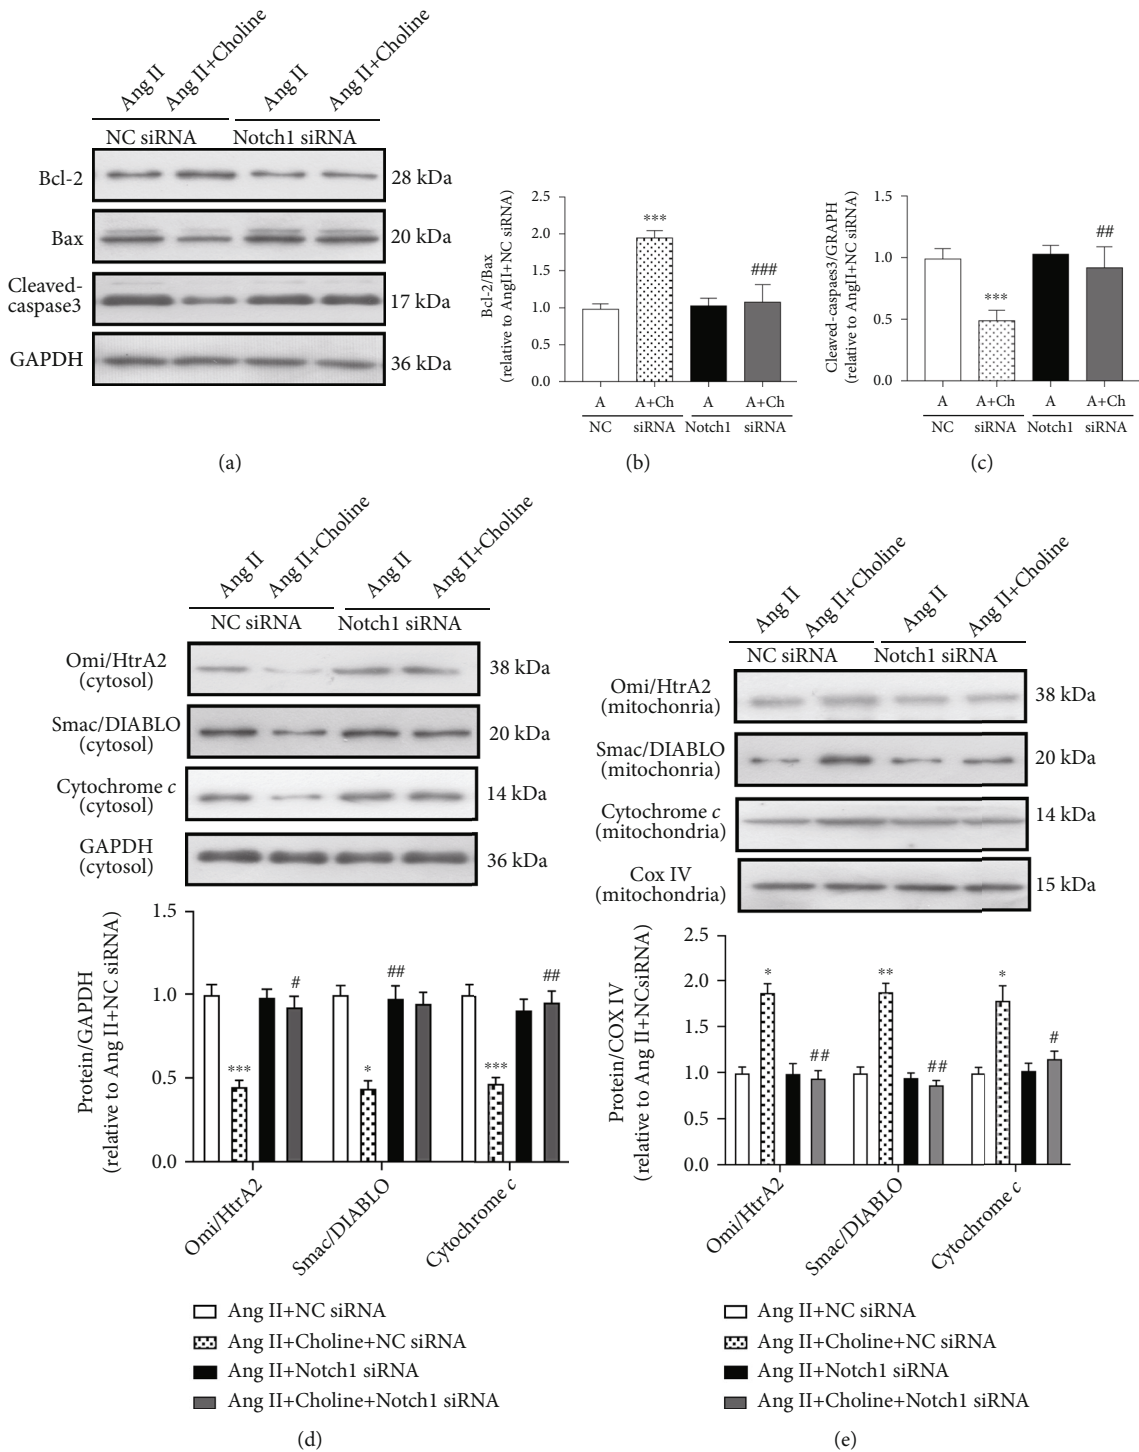 Ang II
Ang II+Choline
Ang II
Ang II+Choline
NC siRNA
Notch1 siRNA
Bcl-2
28 kDa
Bax
20 kDa
Cleaved-
caspase3
17 kDa
GAPDH
36 kDa
(a)
Bcl-2/Bax
(relative to AngII+NC siRNA)
2.5
2.0
1.5
1.0
0.5
0.0
***
###
A
A+Ch
A
A+Ch
NC
siRNA
Notch1
siRNA
(b)
Cleaved-caspaes3/GRAPH
(relative to AngII+NC siRNA)
1.5
1.0
0.5
0.0
***
##
A
A+Ch
A
A+Ch
NC
siRNA
Notch1
siRNA
(c)
Ang II
Ang II+Choline
Ang II
Ang II+Choline
NC siRNA
Notch1 siRNA
Omi/HtrA2
(cytosol)
38 kDa
Smac/DIABLO
(cytosol)
20 kDa
Cytochrome c
(cytosol)
14 kDa
GAPDH
(cytosol)
36 kDa
Protein/GAPDH
(relative to Ang II+NC siRNA)
1.5
1.0
0.5
0.0
***
#
*
##
***
##
Omi/HtrA2
Smac/DIABLO
Cytochrome c
Ang II+NC siRNA
Ang II+Choline+NC siRNA
Ang II+Notch1 siRNA
Ang II+Choline+Notch1 siRNA
(d)
Ang II
Ang II+Choline
Ang II
Ang II+Choline
NC siRNA
Notch1 siRNA
Omi/HtrA2
(mitochonria)
38 kDa
Smac/DIABLO
(mitochonria)
20 kDa
Cytochrome c
(mitochondria)
14 kDa
Cox IV
(mitochondria)
15 kDa
Protein/COX IV
(relative to Ang II+NCsiRNA)
2.5
2.0
1.5
1.0
0.5
0.0
*
##
**
##
*
#
Omi/HtrA2
Smac/DIABLO
Cytochrome c
Ang II+NC siRNA
Ang II+Choline+NC siRNA
Ang II+Notch1 siRNA
Ang II+Choline+Notch1 siRNA
(e)